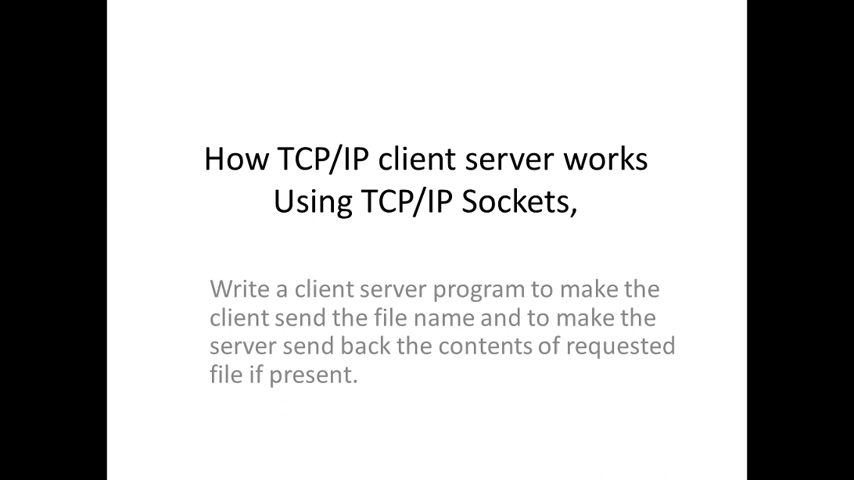 How TCP/IP client server works
Using TCP/IP Sockets,
Write a client server program to make the
client send the file name and to make the
server send back the contents of requested
file if present.